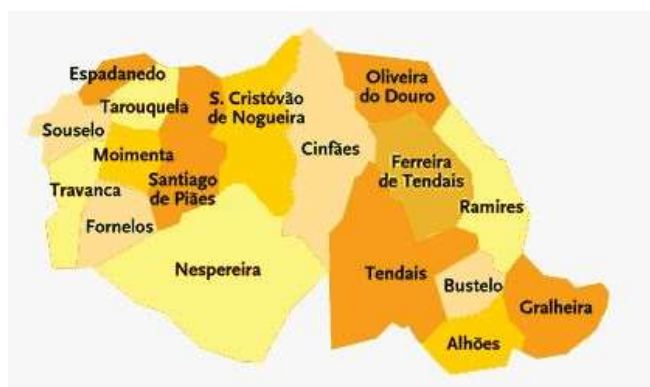 Espadanedo
Oliveira
do Douro
Tarouquela
S. Cristóvão
de Nogueira
Souselo
Cinfães
Moimenta
Ferreira
de Tendais
Santiago
de Piães
Travanca
Ramires
Fornelos
Nespereira
Tendais
Bustelo
Gralheira
Alhões